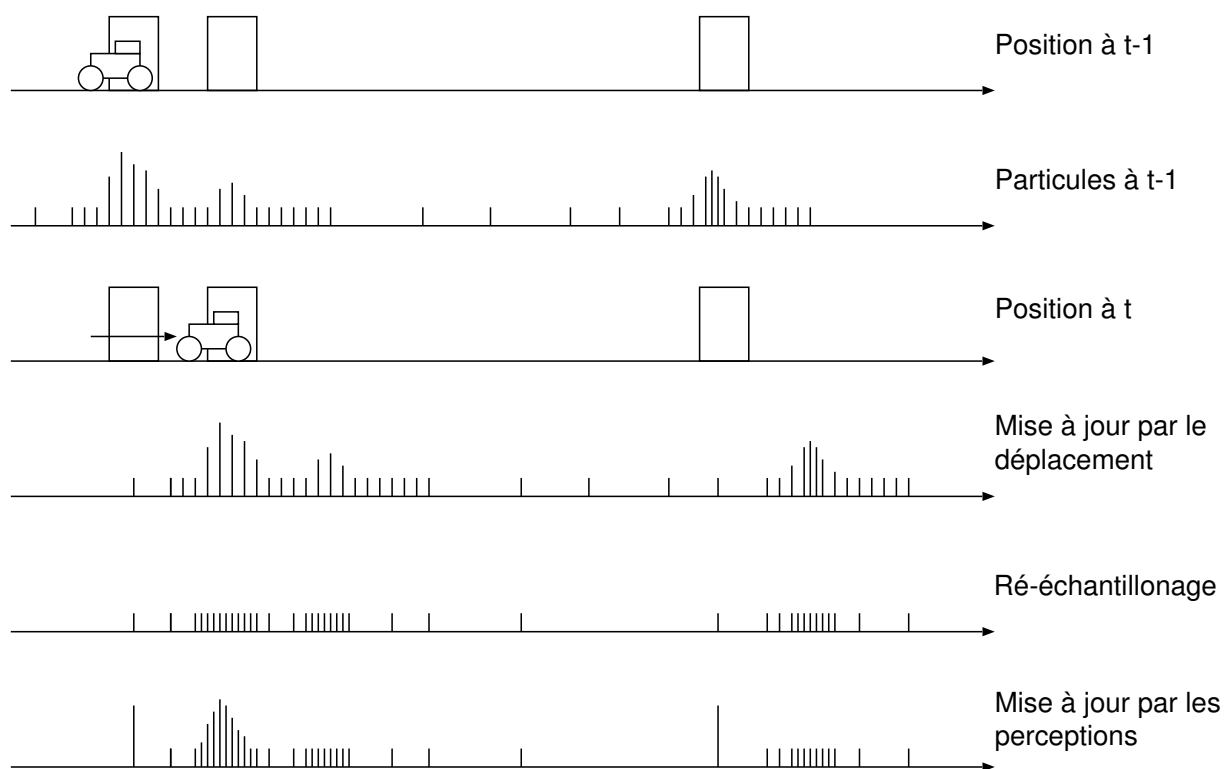 Position à t-1
Particules à t-1
Position à t
Mise à jour par le
déplacement
Ré-échantillonage
Mise à jour par les
perceptions